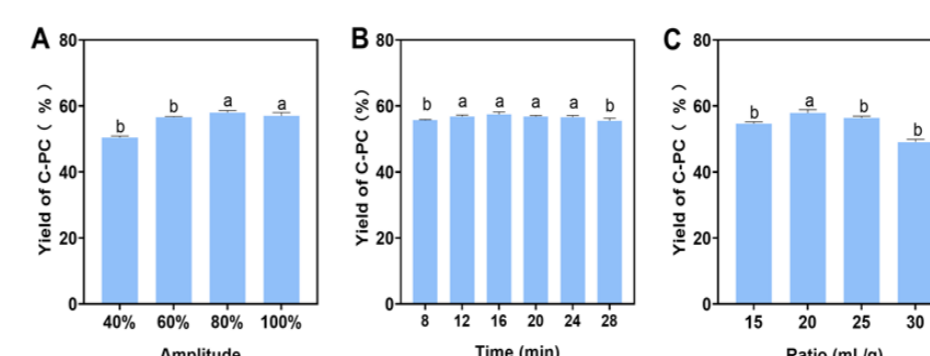 A
Yield of C-PC ( % )
80
60
40
20
0
b
b
a
a
40%
60%
80%
100%
Amplitude
B
Yield of C-PC (%)
80
60
40
20
0
b
a
a
a
a
b
8
12
16
20
24
28
Time (min)
C
Yield of C-PC ( % )
80
60
40
20
0
b
a
b
b
15
20
25
30
Ratio (mL/g)